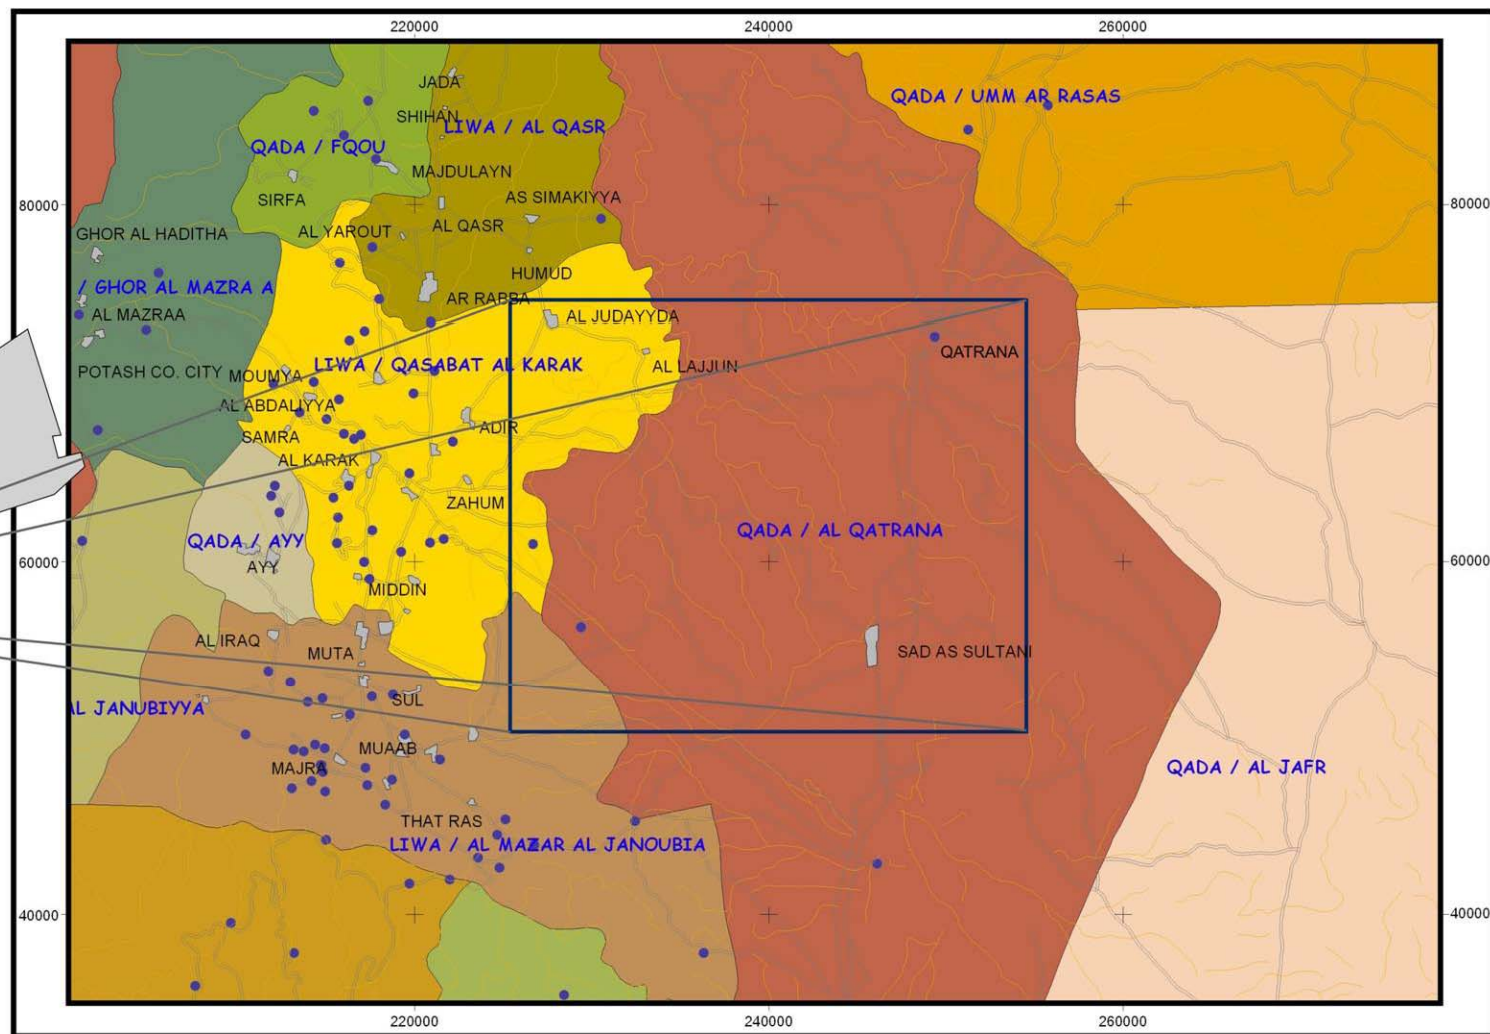 220000 240000 260000
JADA
QADA / UMM AR RASAS
SHIHAN
LIWA / AL QASR
QADA / FQOU
MAJDULAYN
SIRFA
AS SIMAKIYYA
80000 80000
AL YAROUT
AL QASR
GHOR AL HADITHA
HUMUD
/ GHOR AL MAZRA A
AR RABBA
AL MAZRAA
AL JUDAYYDA
QATRANA
LIWA / QASABAT AL KARAK
AL LAJJUN
POTASH CO. CITY
MOUMYA
AL ABDALIYYA
ADIR
SAMRA
AL KARAK
ZAHUM
QADA / AL QATRANA
QADA / AYY
60000 60000
AYY
MIDDIN
AL IRAQ
MUTA
SAD AS SULTANI
SUL
AL JANUBIYYA
MUAAB
MAJRA
QADA / AL JAFR
THAT RAS
LIWA / AL MAZAR AL JANOUBIA
40000 40000
220000 240000 260000